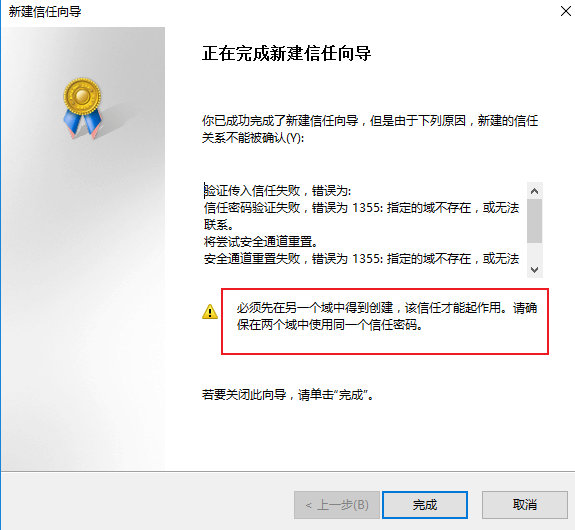 新建信任向导
正在完成新建信任向导
你已成功完成了新建信任向导，但是由于下列原因，新建的信任
关系不能被确认(Y):
验证传入信任失败，错误为:
信任密码验证失败，错误为 1355: 指定的域不存在，或无法
联系。
将尝试安全通道重置。
安全通道重置失败，错误为 1355: 指定的域不存在，或无法
必须先在另一个域中得到创建，该信任才能起作用。请确
保在两个域中使用同一个信任密码。
若要关闭此向导，请单击“完成”。
< 上一步(B)
完成
取消